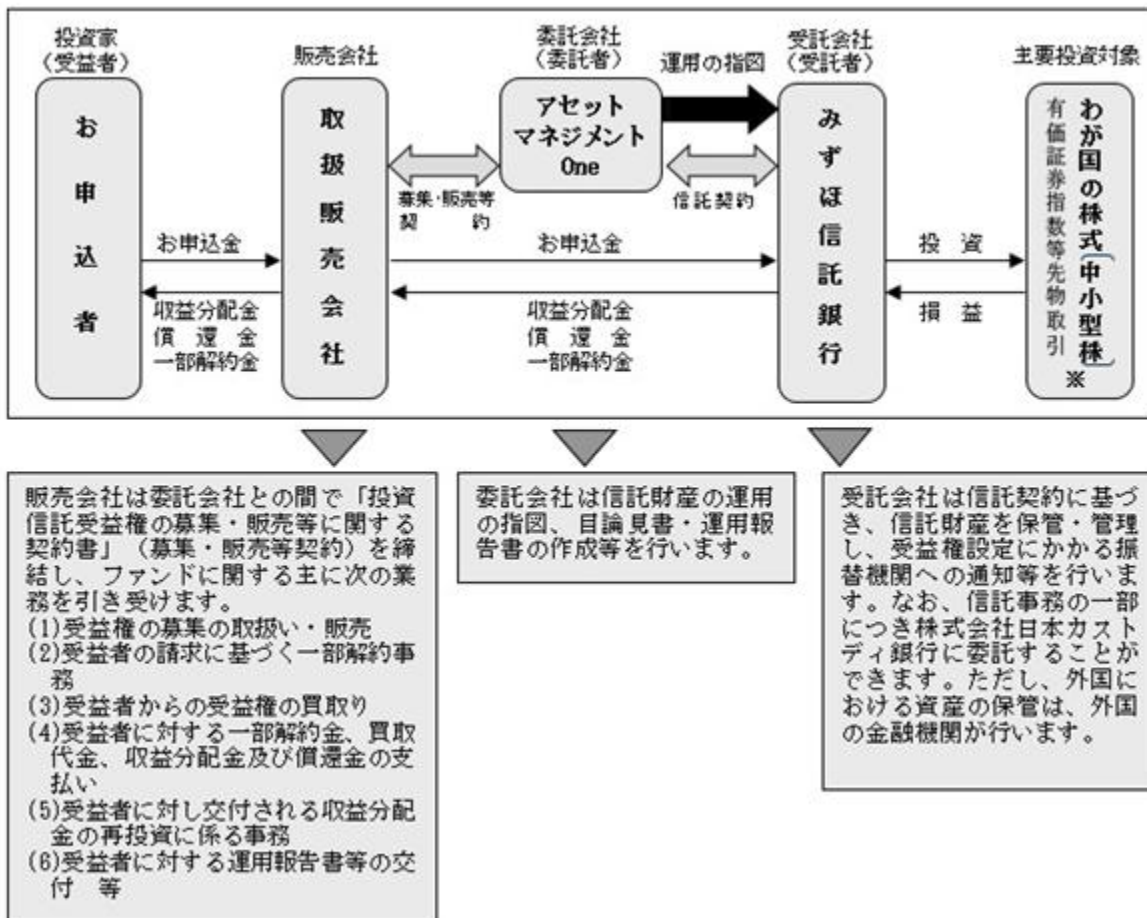 投資家
（受益者）
お申込者
お申込金
収益分配金
償還金
一部解約金
販売会社
取扱販売会社
募集・販売等
契約
委託会社
（委託者）
アセット
マネジメント
One
運用の指図
信託契約
お申込金
収益分配金
償還金
一部解約金
受託会社
（受託者）
みずほ信託銀行
投資
損益
主要投資対象
わが国の株式［中小型株］※
有価証券指数等先物取引
販売会社は委託会社との間で「投資
信託受益権の募集・販売等に関する
契約書」（募集・販売等契約）を締
結し、ファンドに関する主に次の業
務を引き受けます。
(1)受益権の募集の取扱い・販売
(2)受益者の請求に基づく一部解約事
務
(3)受益者からの受益権の買取り
(4)受益者に対する一部解約金、買取
代金、収益分配金及び償還金の支
払い
(5)受益者に対し交付される収益分配
金の再投資に係る事務
(6)受益者に対する運用報告書等の交
付　等
委託会社は信託財産の運用
の指図、目論見書・運用報
告書の作成等を行います。
受託会社は信託契約に基づ
き、信託財産を保管・管理
し、受益権設定にかかる振
替機関への通知等を行いま
す。なお、信託事務の一部
につき株式会社日本カスト
ディ銀行に委託することが
できます。ただし、外国に
おける資産の保管は、外国
の金融機関が行います。